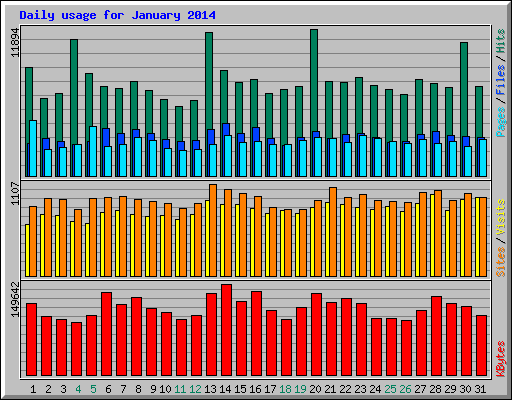 Daily usage for January 2014
11894
Pages / Files / Hits
1107
Sites / Visits
149642
KBytes
1 2 3 4 5 6 7 8 9 10 11 12 13 14 15 16 17 18 19 20 21 22 23 24 25 26 27 28 29 30 31